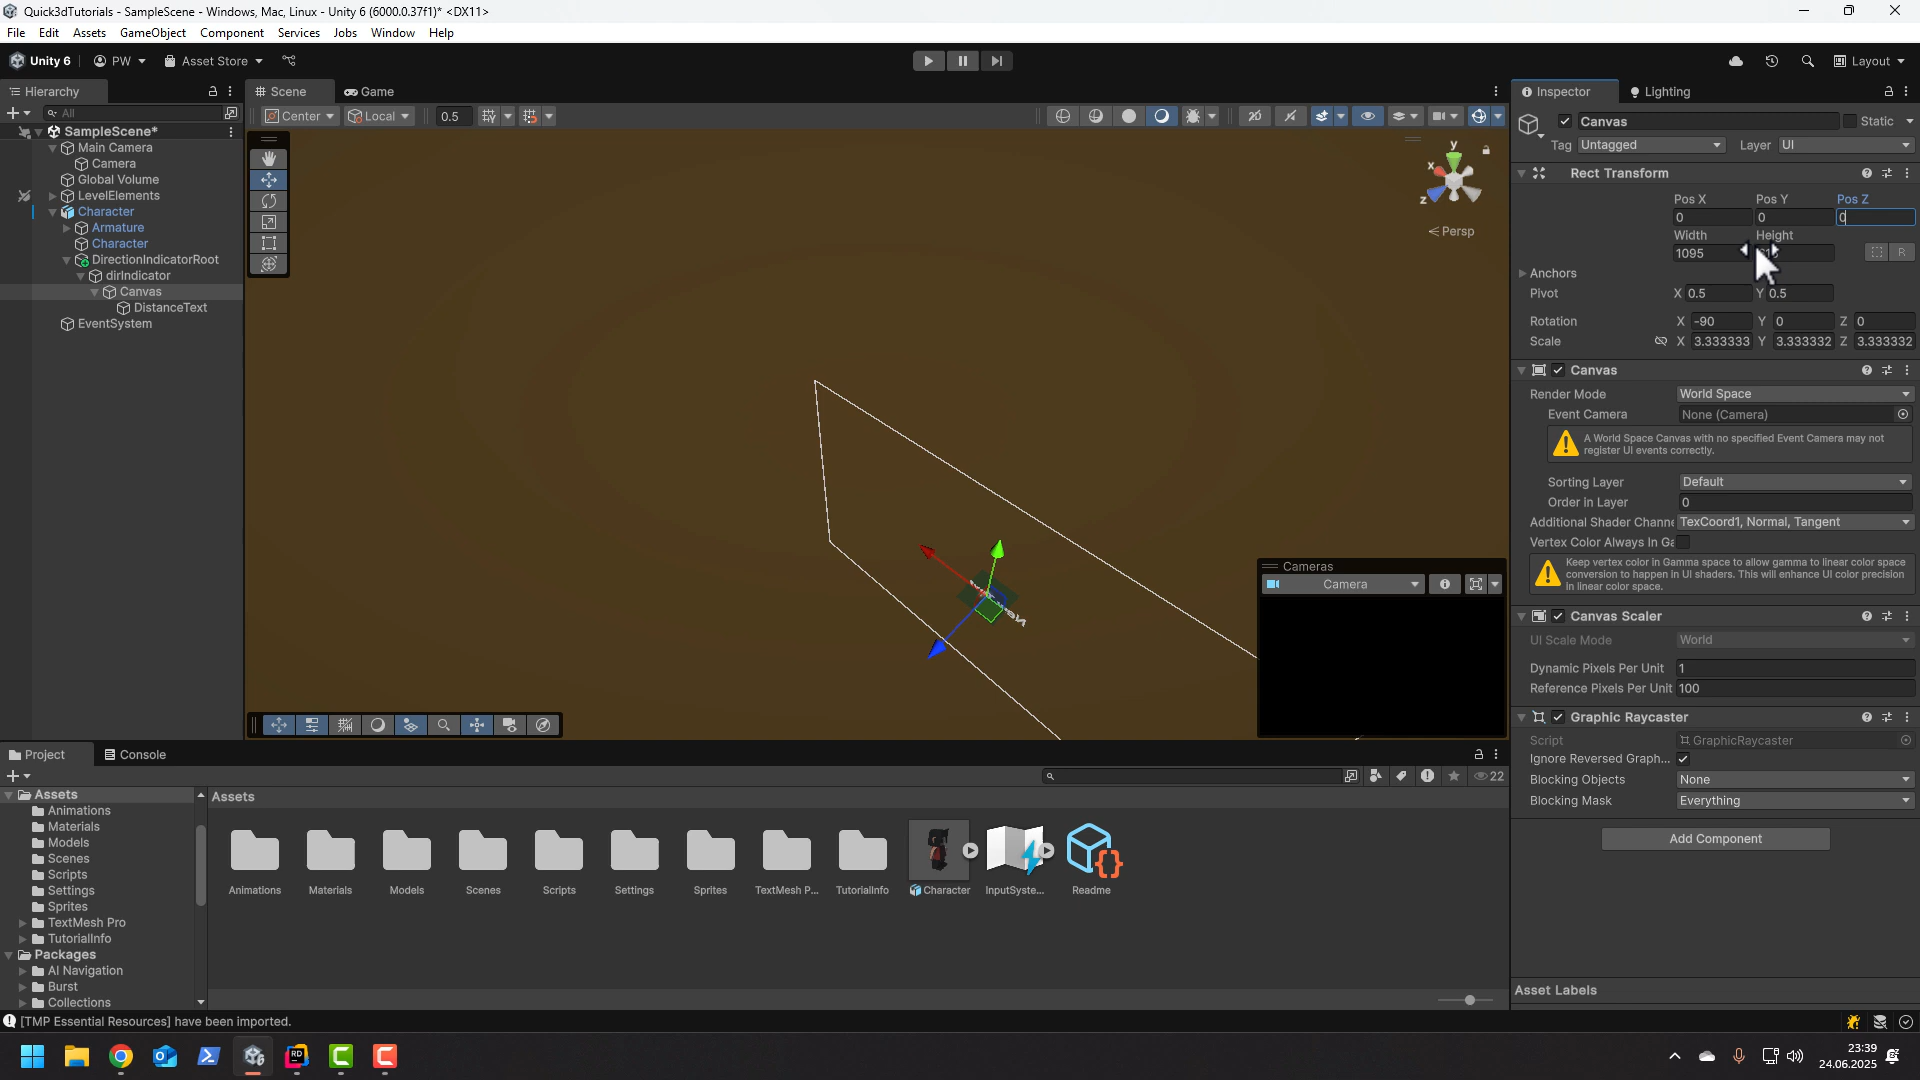 Quick3dTutorials - SampleScene - Windows, Mac, Linux - Unity 6 (6000.0.37f1)* <DX11>
File Edit Assets GameObject Component Services Jobs Window Help
Unity 6 PW Asset Store Layout
Hierarchy
All
SampleScene*
Main Camera
Camera
Global Volume
LevelElements
Character
Armature
Character
DirectionIndicatorRoot
dirIndicator
Canvas
DistanceText
EventSystem
Scene Game
Center Local 0.5
y
x
z
Persp
Cameras
Camera
Inspector Lighting
Canvas Static
Tag Untagged Layer UI
Rect Transform
Pos X Pos Y Pos Z
0 0 0
Width Height
1095
R
Anchors
Pivot X 0.5 Y 0.5
Rotation X -90 Y 0 Z 0
Scale X 3.333333 Y 3.333332 Z 3.333332
Canvas
Render Mode World Space
Event Camera None (Camera)
A World Space Canvas with no specified Event Camera may not
register UI events correctly.
Sorting Layer Default
Order in Layer 0
Additional Shader Channe TexCoord1, Normal, Tangent
Vertex Color Always In Ga
Keep vertex color in Gamma space to allow gamma to linear color space
conversion to happen in UI shaders. This will enhance UI color precision
in linear color space.
Canvas Scaler
UI Scale Mode World
Dynamic Pixels Per Unit 1
Reference Pixels Per Unit 100
Graphic Raycaster
Script GraphicRaycaster
Ignore Reversed Graph...
Blocking Objects None
Blocking Mask Everything
Add Component
Asset Labels
Project Console
22
Assets
Animations
Materials
Models
Scenes
Scripts
Settings
Sprites
TextMesh Pro
TutorialInfo
Packages
AI Navigation
Burst
Collections
Assets
Animations Materials Models Scenes Scripts Settings Sprites TextMesh P... TutorialInfo Character InputSyste... Readme
[TMP Essential Resources] have been imported.
23:39
24.06.2025